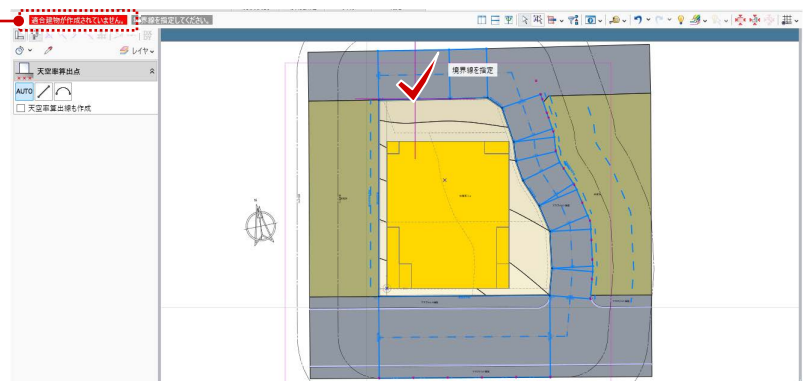 適合建物が作成されていません。
境界線を指定してください。
レイヤ
天空率算出点
AUTO
天空率算出線も作成
境界線を指定